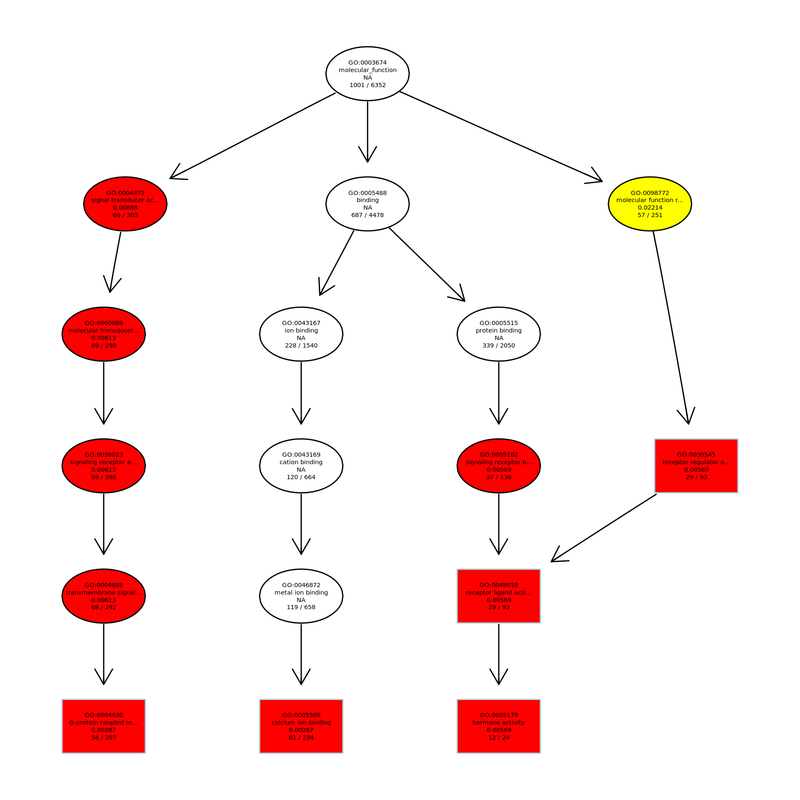 GO:0003674
molecular_function
NA
1001 / 6352
GO:0004871
signal transducer ac...
0.00888
69 / 303
GO:0005488
binding
NA
687 / 4478
GO:0098772
molecular function r...
0.02214
57 / 251
GO:0060089
molecular transducer...
0.00613
69 / 298
GO:0043167
ion binding
NA
228 / 1540
GO:0005515
protein binding
NA
339 / 2050
GO:0038023
signaling receptor a...
0.00613
69 / 298
GO:0043169
cation binding
NA
120 / 664
GO:0005102
signaling receptor b...
0.00569
37 / 130
GO:0030545
receptor regulator a...
0.00569
29 / 93
GO:0004888
transmembrane signal...
0.00613
68 / 292
GO:0046872
metal ion binding
NA
119 / 658
GO:0048018
receptor ligand acti...
0.00569
29 / 93
GO:0004930
G-protein coupled re...
0.00287
56 / 207
GO:0005509
calcium ion binding
0.00287
61 / 234
GO:0005179
hormone activity
0.00569
12 / 24